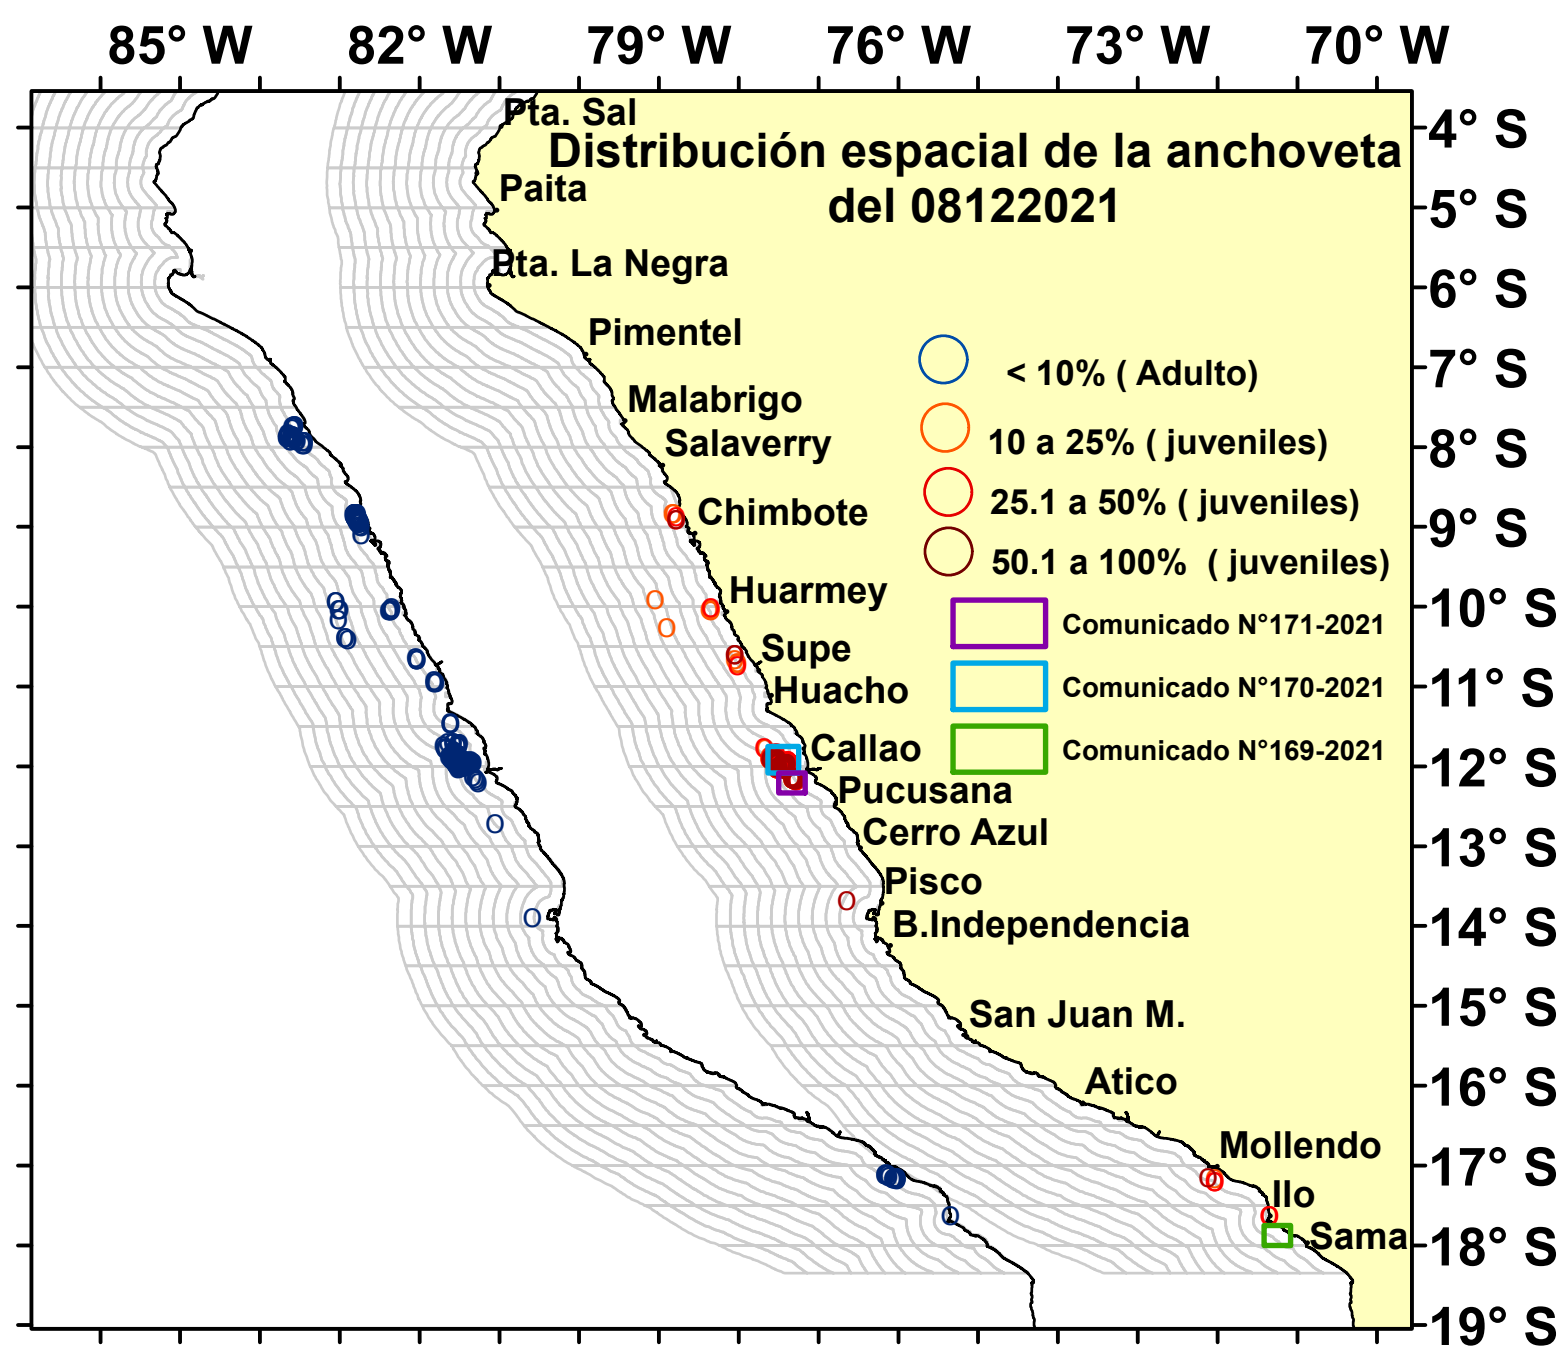 85° W 82° W 79° W 76° W 73° W 70° W
Pta. Sal
4° S
Distribución espacial de la anchoveta
del 08122021
Paita
5° S
Pta. La Negra
6° S
Pimentel
7° S
< 10% ( Adulto)
Malabrigo
Salaverry
10 a 25% ( juveniles)
8° S
Chimbote
25.1 a 50% ( juveniles)
9° S
50.1 a 100% ( juveniles)
Huarmey
10° S
Comunicado N°171-2021
Supe
Huacho
Comunicado N°170-2021
11° S
Callao
Comunicado N°169-2021
12° S
Pucusana
Cerro Azul
13° S
Pisco
B.Independencia
14° S
San Juan M.
15° S
Atico
16° S
Mollendo
17° S
Ilo
Sama
18° S
19° S